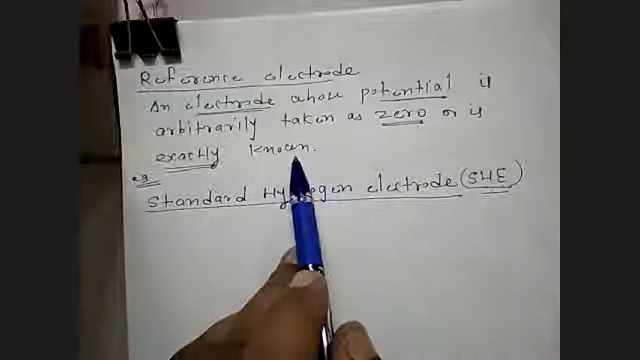 Reference electrode
An electrode whose potential is
arbitrarily taken as zero or is
exactly known.
eg
Standard Hydrogen electrode (SHE)